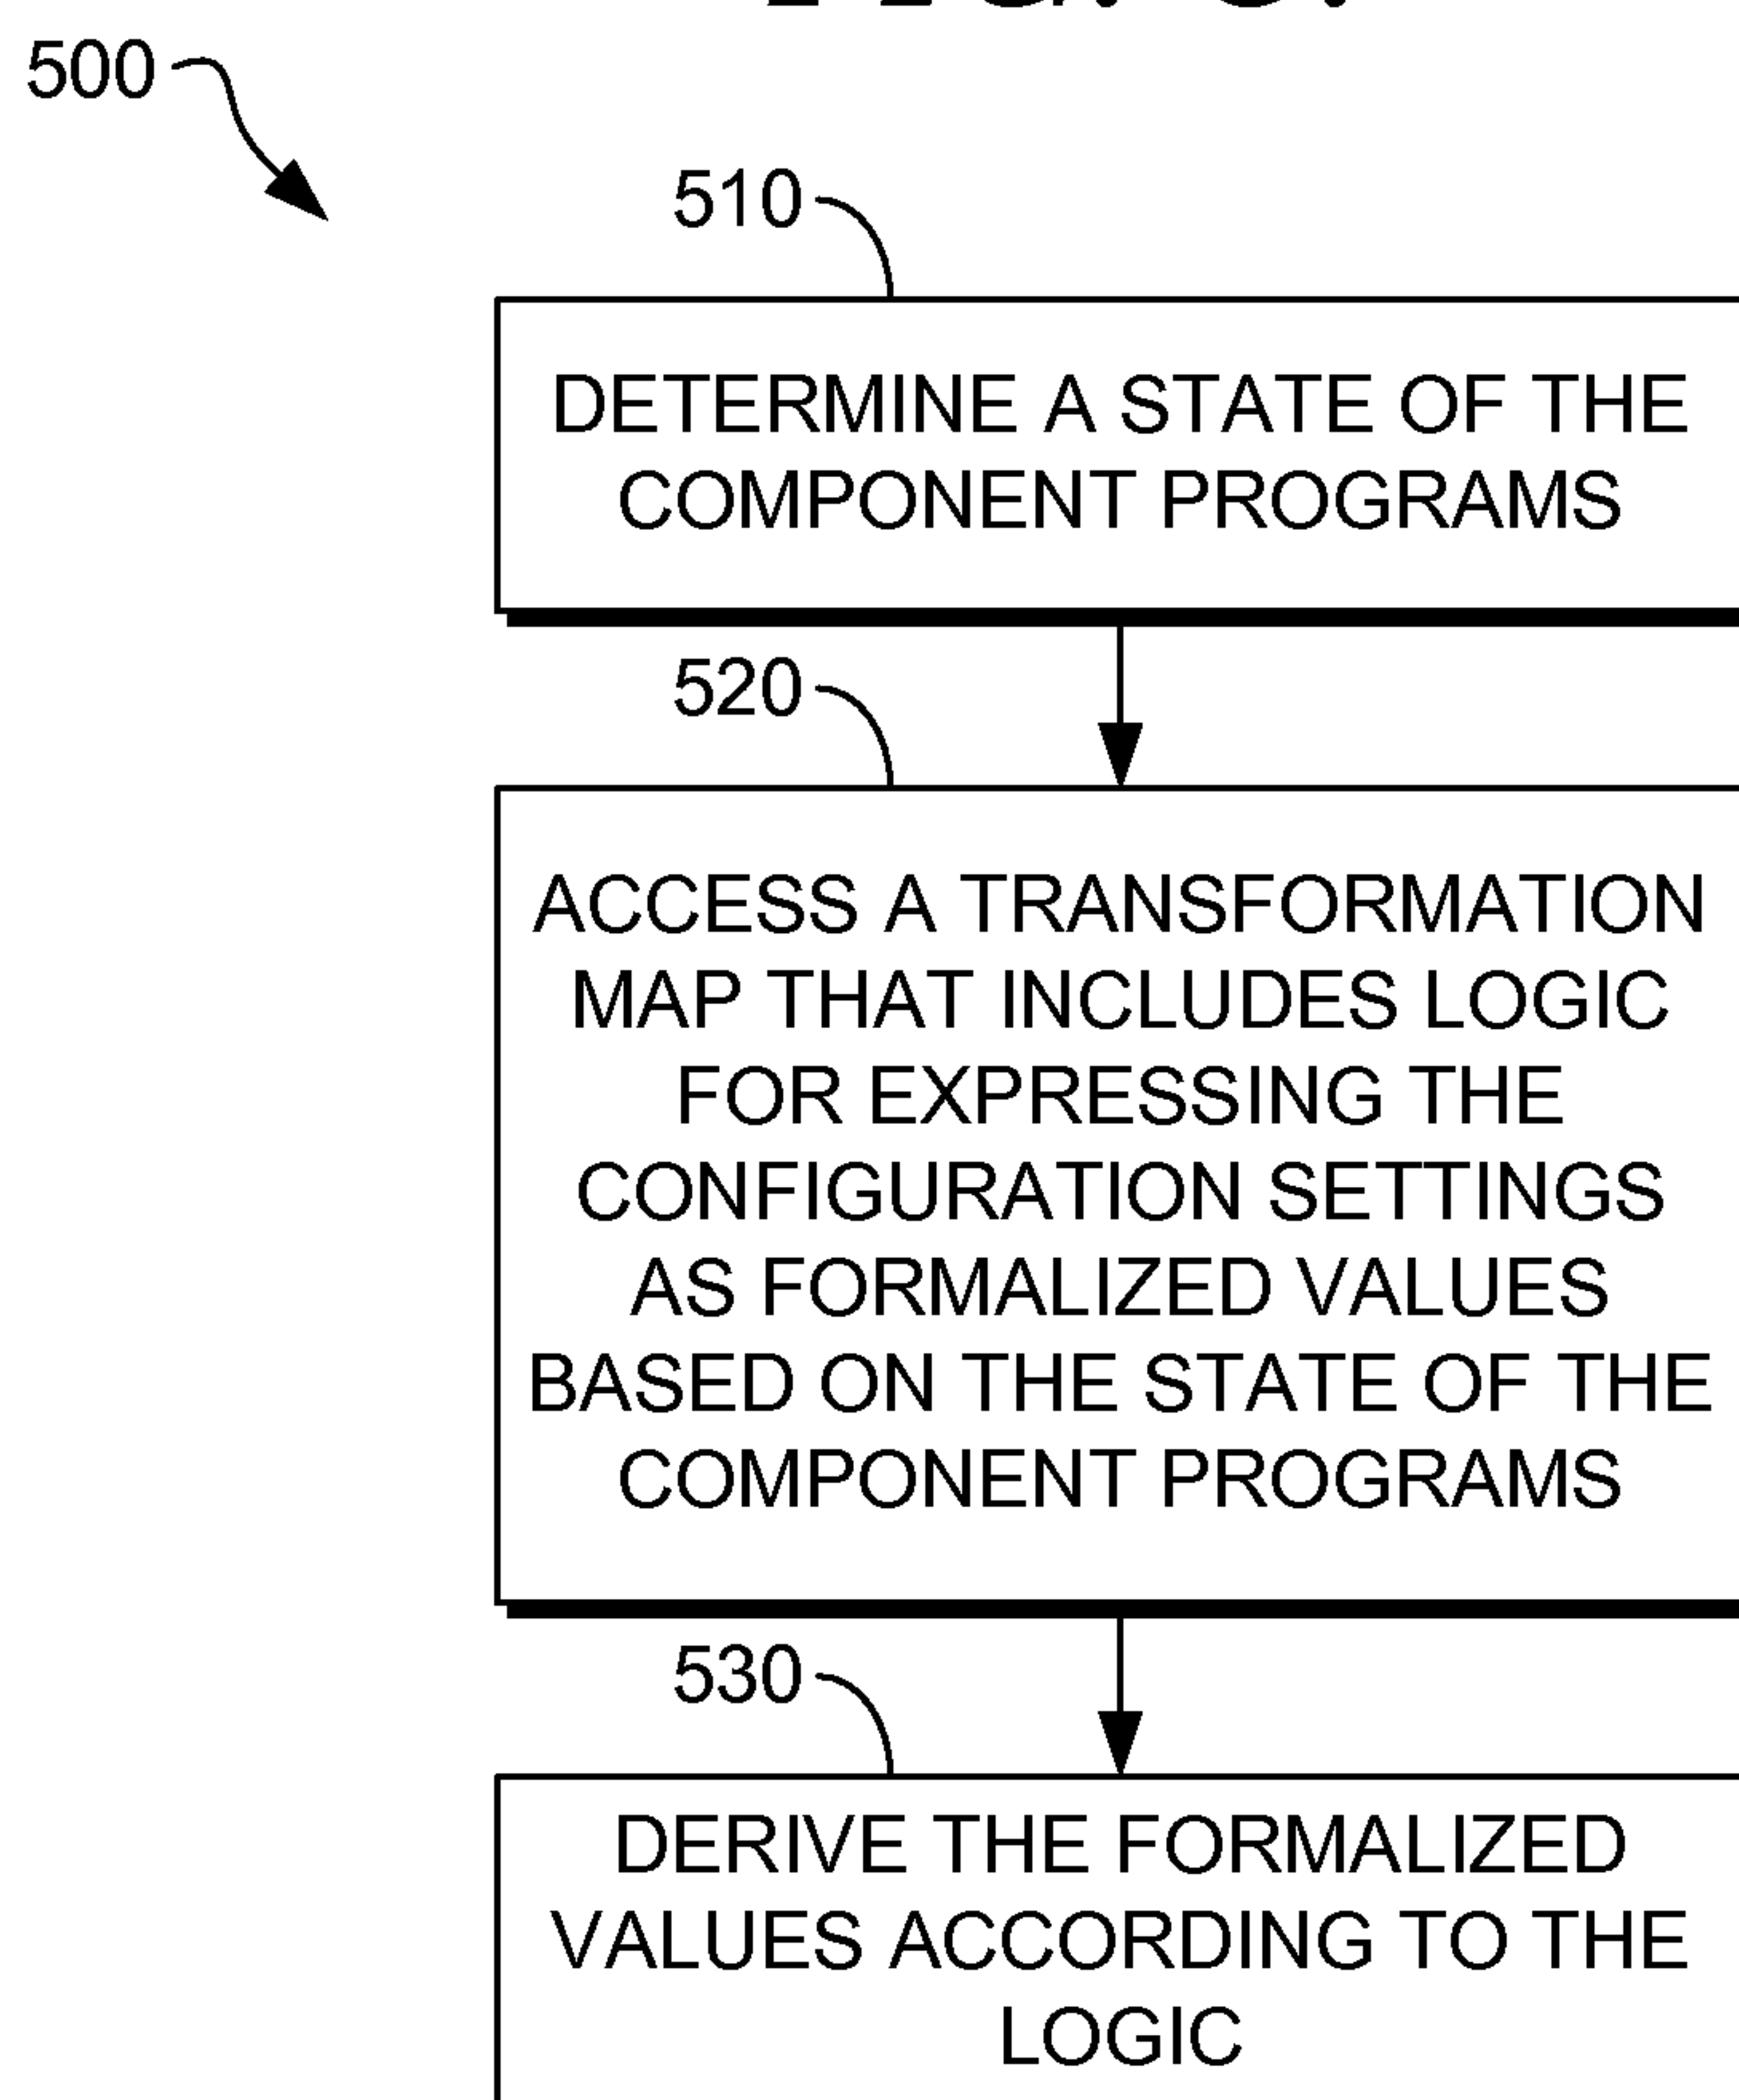 500
510
DETERMINE A STATE OF THE
COMPONENT PROGRAMS
520
ACCESS A TRANSFORMATION
MAP THAT INCLUDES LOGIC
FOR EXPRESSING THE
CONFIGURATION SETTINGS
AS FORMALIZED VALUES
BASED ON THE STATE OF THE
COMPONENT PROGRAMS
530
DERIVE THE FORMALIZED
VALUES ACCORDING TO THE
LOGIC